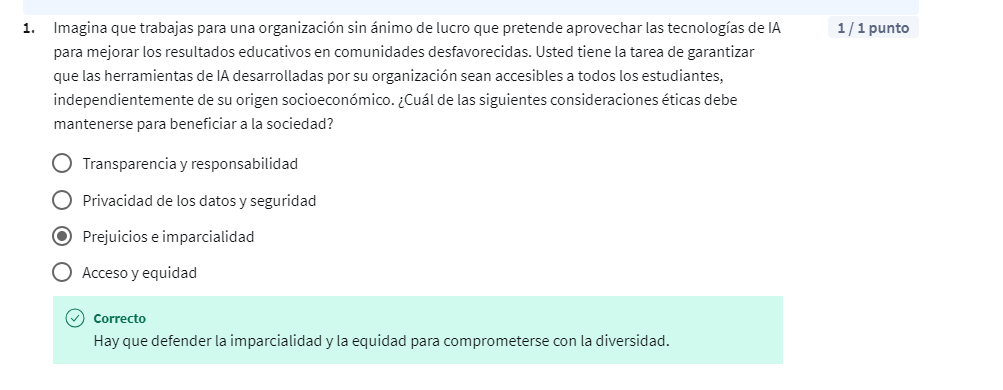 1. Imagina que trabajas para una organización sin ánimo de lucro que pretende aprovechar las tecnologías de IA 1 / 1 punto
para mejorar los resultados educativos en comunidades desfavorecidas. Usted tiene la tarea de garantizar
que las herramientas de IA desarrolladas por su organización sean accesibles a todos los estudiantes,
independientemente de su origen socioeconómico. ¿Cuál de las siguientes consideraciones éticas debe
mantenerse para beneficiar a la sociedad?
Transparencia y responsabilidad
Privacidad de los datos y seguridad
Prejuicios e imparcialidad
Acceso y equidad
Correcto
Hay que defender la imparcialidad y la equidad para comprometerse con la diversidad.